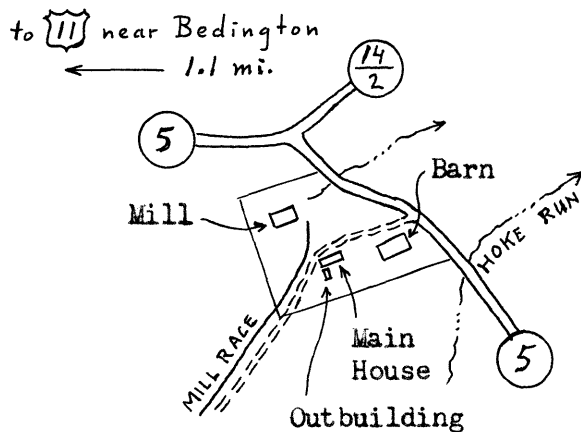 to 11 near Bedington
1.1 mi.
14
2
5
Barn
Mill
HOKE RUN
MILL RACE
Main
House
5
Outbuilding